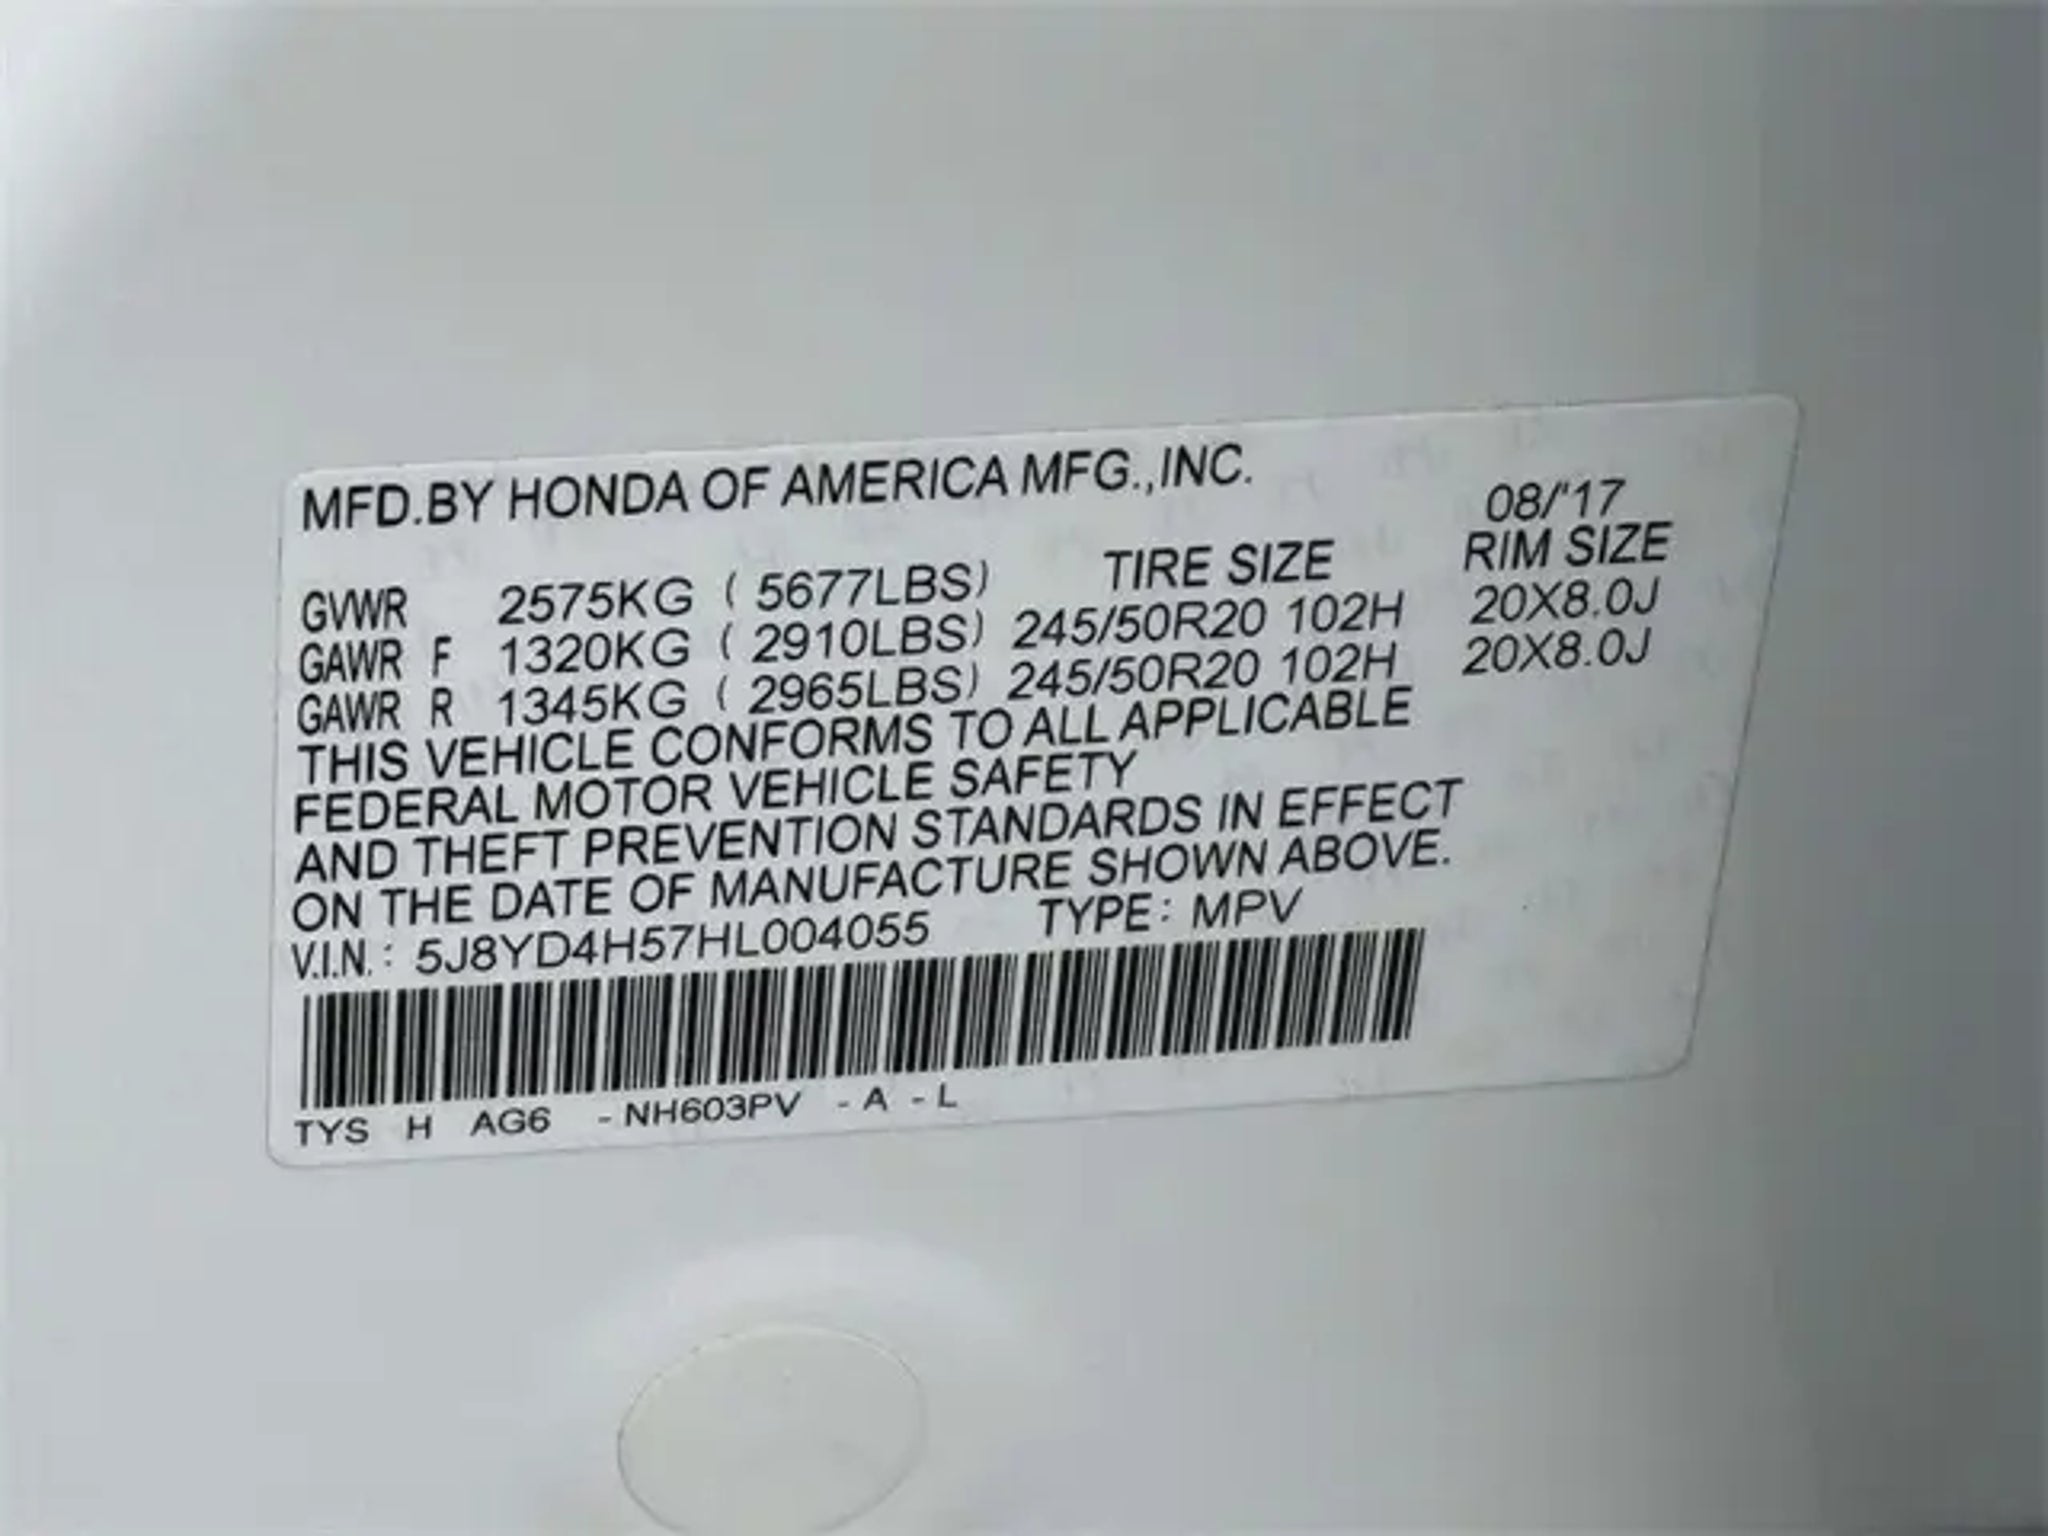 MFD.BY HONDA OF AMERICA MFG.,INC.
08/'17
TIRE SIZE RIM SIZE
GVWR 2575KG ( 5677LBS)
GAWR F 1320KG ( 2910LBS) 245/50R20 102H 20X8.0J
GAWR R 1345KG ( 2965LBS) 245/50R20 102H 20X8.0J
THIS VEHICLE CONFORMS TO ALL APPLICABLE
FEDERAL MOTOR VEHICLE SAFETY
AND THEFT PREVENTION STANDARDS IN EFFECT
ON THE DATE OF MANUFACTURE SHOWN ABOVE.
V.I.N.: 5J8YD4H57HL004055 TYPE: MPV
TYS H AG6 -NH603PV -A -L